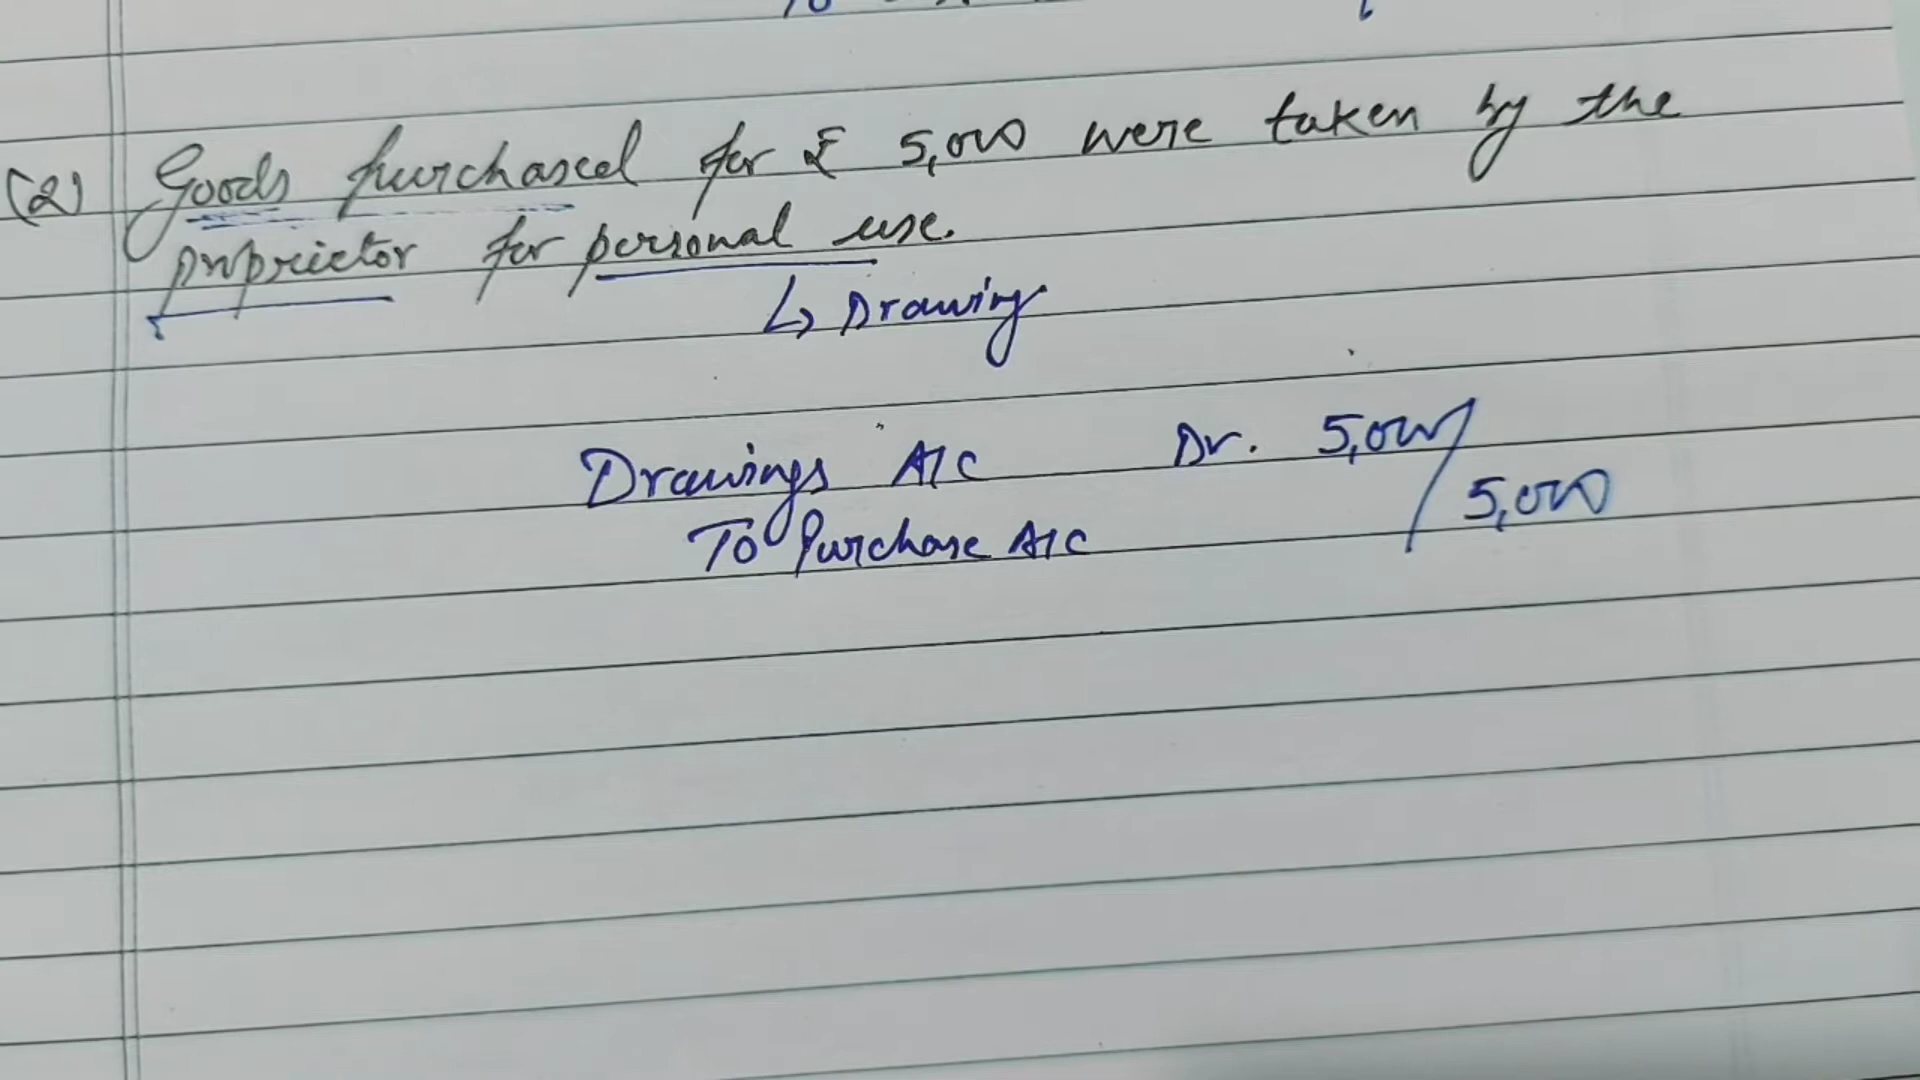 (2) Goods purchased for ₹ 5,000 were taken by the
proprietor for personal use.
↳ Drawing
Drawings A/C Dr. 5,000
To Purchase A/C 5,000